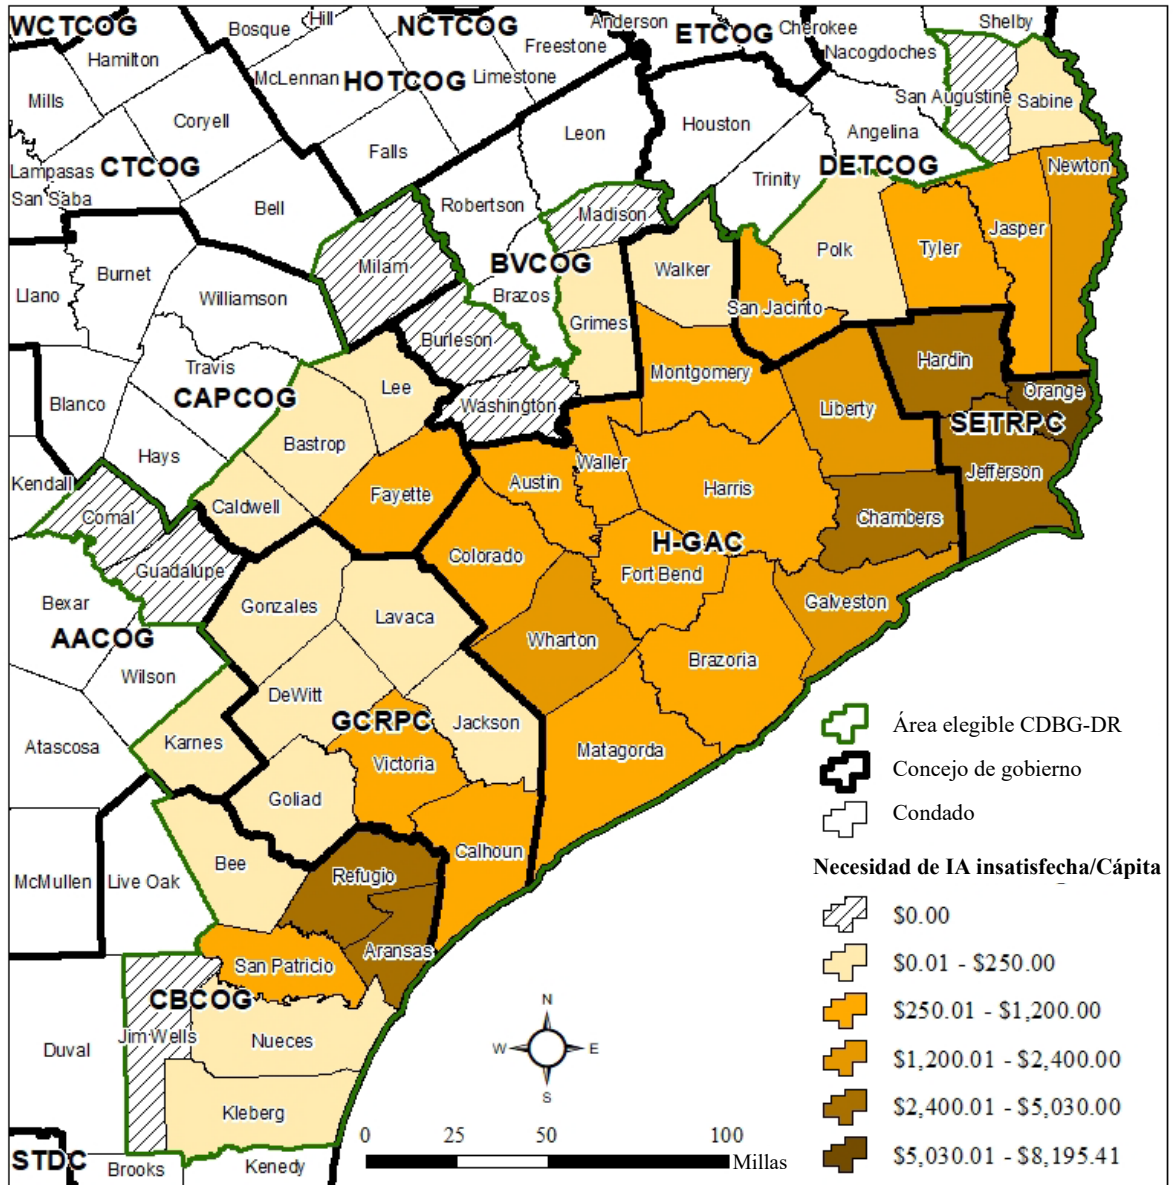 WCTCOG
Hamilton
Bosque
Hill
NCTCOG
Anderson
ETCOG
Cherokee
Shelby
Freestone
Nacogdoches
McLennan
HOTCOG
Limestone
Mills
San Augustine
Sabine
Coryell
Leon
Houston
Angelina
Falls
Lampasas
CTCOG
DETCOG
Newton
Trinity
San Saba
Bell
Robertson
Madison
Jasper
Polk
Tyler
Milam
BVCOG
Walker
Burnet
Llano
Williamson
Brazos
San Jacinto
Grimes
Burleson
Hardin
Travis
Montgomery
Lee
Orange
CAPCOG
Blanco
Washington
Liberty
SETRPC
Bastrop
Hays
Waller
Jefferson
Kendall
Austin
Harris
Fayette
Caldwell
Comal
Chambers
H-GAC
Colorado
Guadalupe
Fort Bend
Bexar
Gonzales
Lavaca
Galveston
AACOG
Wharton
Brazoria
Wilson
DeWitt
GCRPC
Jackson
Karnes
Atascosa
Matagorda
Victoria
Goliad
Calhoun
Bee
Refugio
McMullen
Live Oak
Aransas
San Patricio
CBCOG
Jim Wells
Nueces
Duval
Kleberg
STDC
Brooks
Kenedy
N
W
E
S
0
25
50
100
Millas
Área elegible CDBG-DR
Concejo de gobierno
Condado
Necesidad de IA insatisfecha/Cápita
$0.00
$0.01 - $250.00
$250.01 - $1,200.00
$1,200.01 - $2,400.00
$2,400.01 - $5,030.00
$5,030.01 - $8,195.41